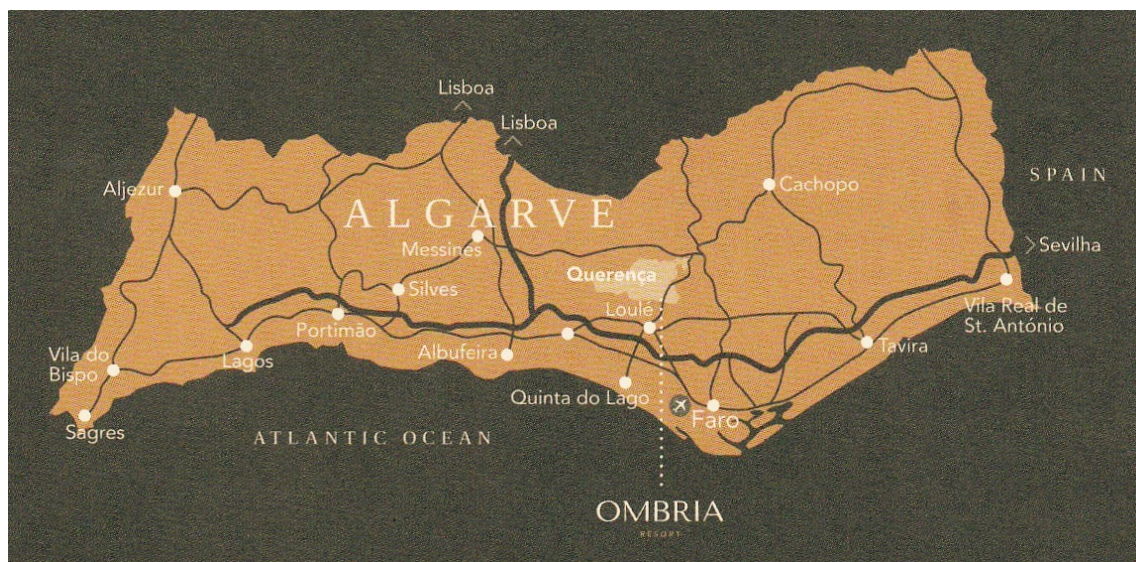 Lisboa
Lisboa
SPAIN
Aljezur
Cachopo
ALGARVE
Messines
Sevilha
Querença
Silves
Loulé
Vila Real de
St. António
Portimão
Tavira
Albufeira
Lagos
Vila do
Bispo
Quinta do Lago
Faro
Sagres
ATLANTIC OCEAN
OMBRIA
RESORT